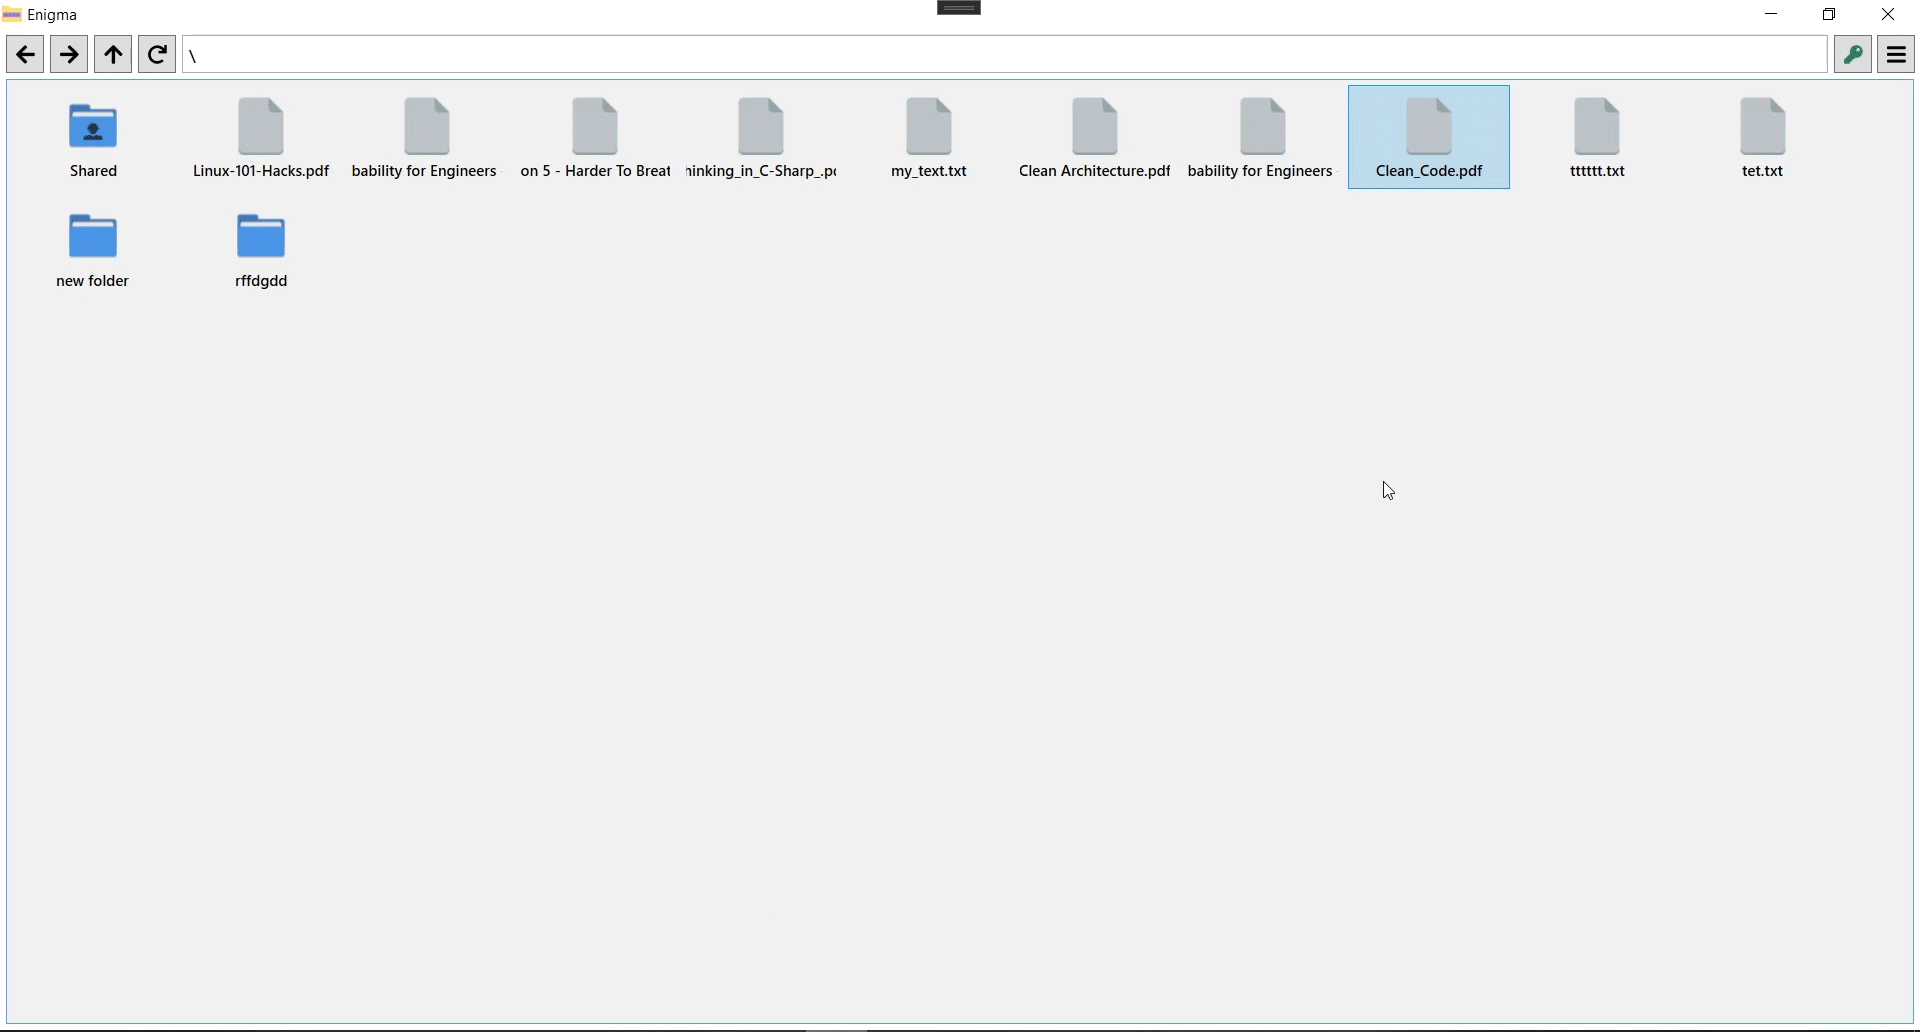 Enigma
\
Shared
Linux-101-Hacks.pdf
bability for Engineers
on 5 - Harder To Breat
hinking_in_C-Sharp_.pd
my_text.txt
Clean Architecture.pdf
bability for Engineers
Clean_Code.pdf
tttttt.txt
tet.txt
new folder
rffdgdd